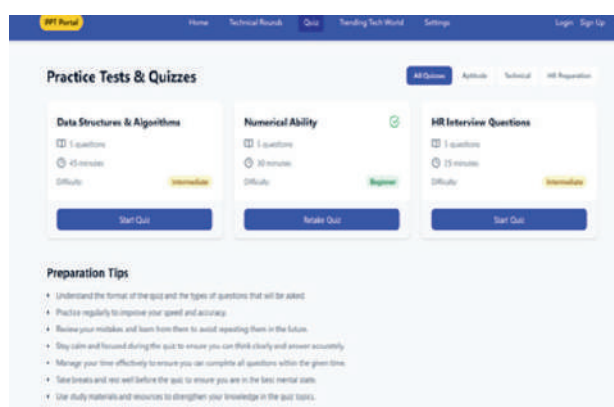 PPT Portal
Home Technical Rounds Quiz Trending Tech World Settings Login Sign Up
Practice Tests & Quizzes
All Quizzes Aptitude Technical HR Preparation
Data Structures & Algorithms
5 questions
45 minutes
Difficulty Intermediate
Start Quiz
Numerical Ability
5 questions
30 minutes
Difficulty Beginner
Retake Quiz
HR Interview Questions
5 questions
25 minutes
Difficulty Intermediate
Start Quiz
Preparation Tips
• Understand the format of the quiz and the types of questions that will be asked.
• Practice regularly to improve your speed and accuracy.
• Review your mistakes and learn from them to avoid repeating them in the future.
• Stay calm and focused during the quiz to ensure you can think clearly and answer accurately.
• Manage your time effectively to ensure you can complete all questions within the given time.
• Take breaks and rest well before the quiz to ensure you are in the best mental state.
• Use study materials and resources to strengthen your knowledge in the quiz topics.